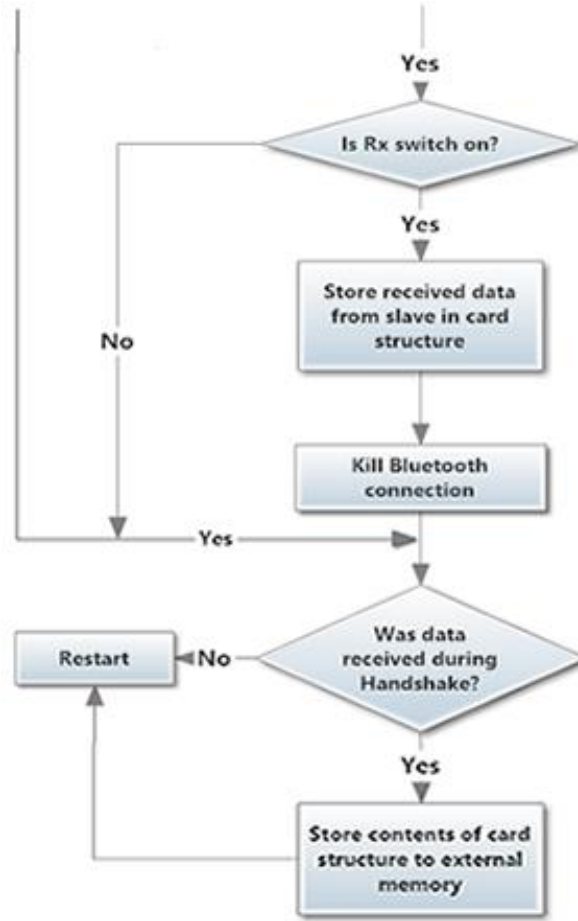 Yes
Is Rx switch on?
Yes
Store received data
from slave in card
structure
No
Kill Bluetooth
connection
Yes
Was data
received during
Handshake?
No
Restart
Yes
Store contents of card
structure to external
memory